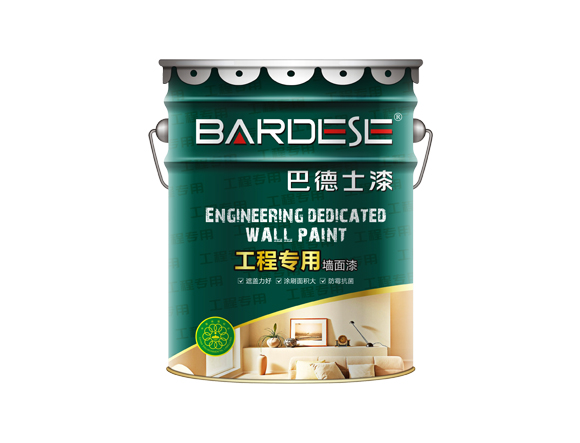 BARDESE®
巴德士漆
ENGINEERING DEDICATED
WALL PAINT
工程专用墙面漆
☑遮盖力好 ☑涂刷面积大 ☑防霉抗菌